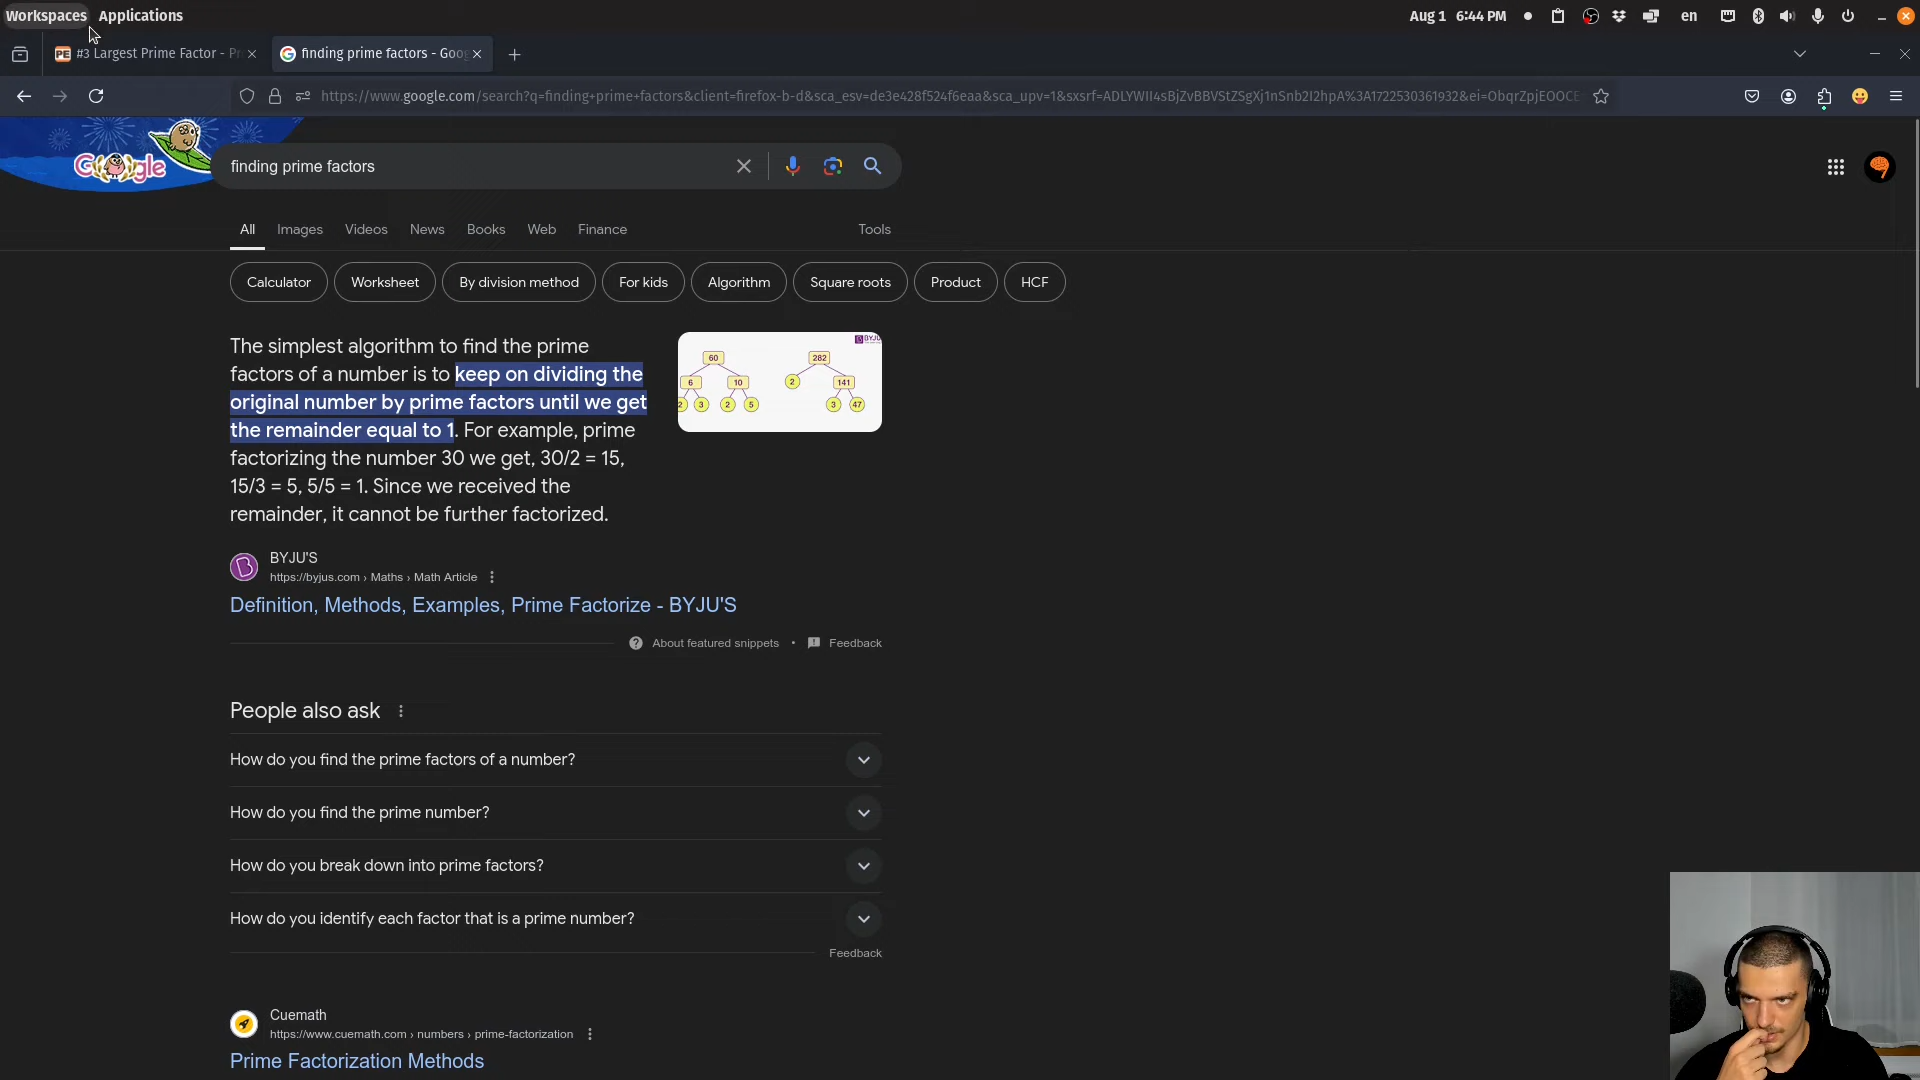 Workspaces Applications
Aug 1 6:44 PM
en
PE #3 Largest Prime Factor - Pr
finding prime factors - Goog
https://www.google.com/search?q=finding+prime+factors&client=firefox-b-d&sca_esv=de3e428f524f6eaa&sca_upv=1&sxsrf=ADLYWII4sBjZvBBVStZSgXj1nSnb2I2hpA%3A1722530361932&ei=ObqrZpjEOOCE
Google
finding prime factors
All Images Videos News Books Web Finance Tools
Calculator Worksheet By division method For kids Algorithm Square roots Product HCF
The simplest algorithm to find the prime
factors of a number is to keep on dividing the
original number by prime factors until we get
the remainder equal to 1. For example, prime
factorizing the number 30 we get, 30/2 = 15,
15/3 = 5, 5/5 = 1. Since we received the
remainder, it cannot be further factorized.
BYJU
60 282
6 10 2 141
2 3 2 5 3 47
BYJU'S
https://byjus.com › Maths › Math Article
Definition, Methods, Examples, Prime Factorize - BYJU'S
About featured snippets • Feedback
People also ask
How do you find the prime factors of a number?
How do you find the prime number?
How do you break down into prime factors?
How do you identify each factor that is a prime number?
Feedback
Cuemath
https://www.cuemath.com › numbers › prime-factorization
Prime Factorization Methods